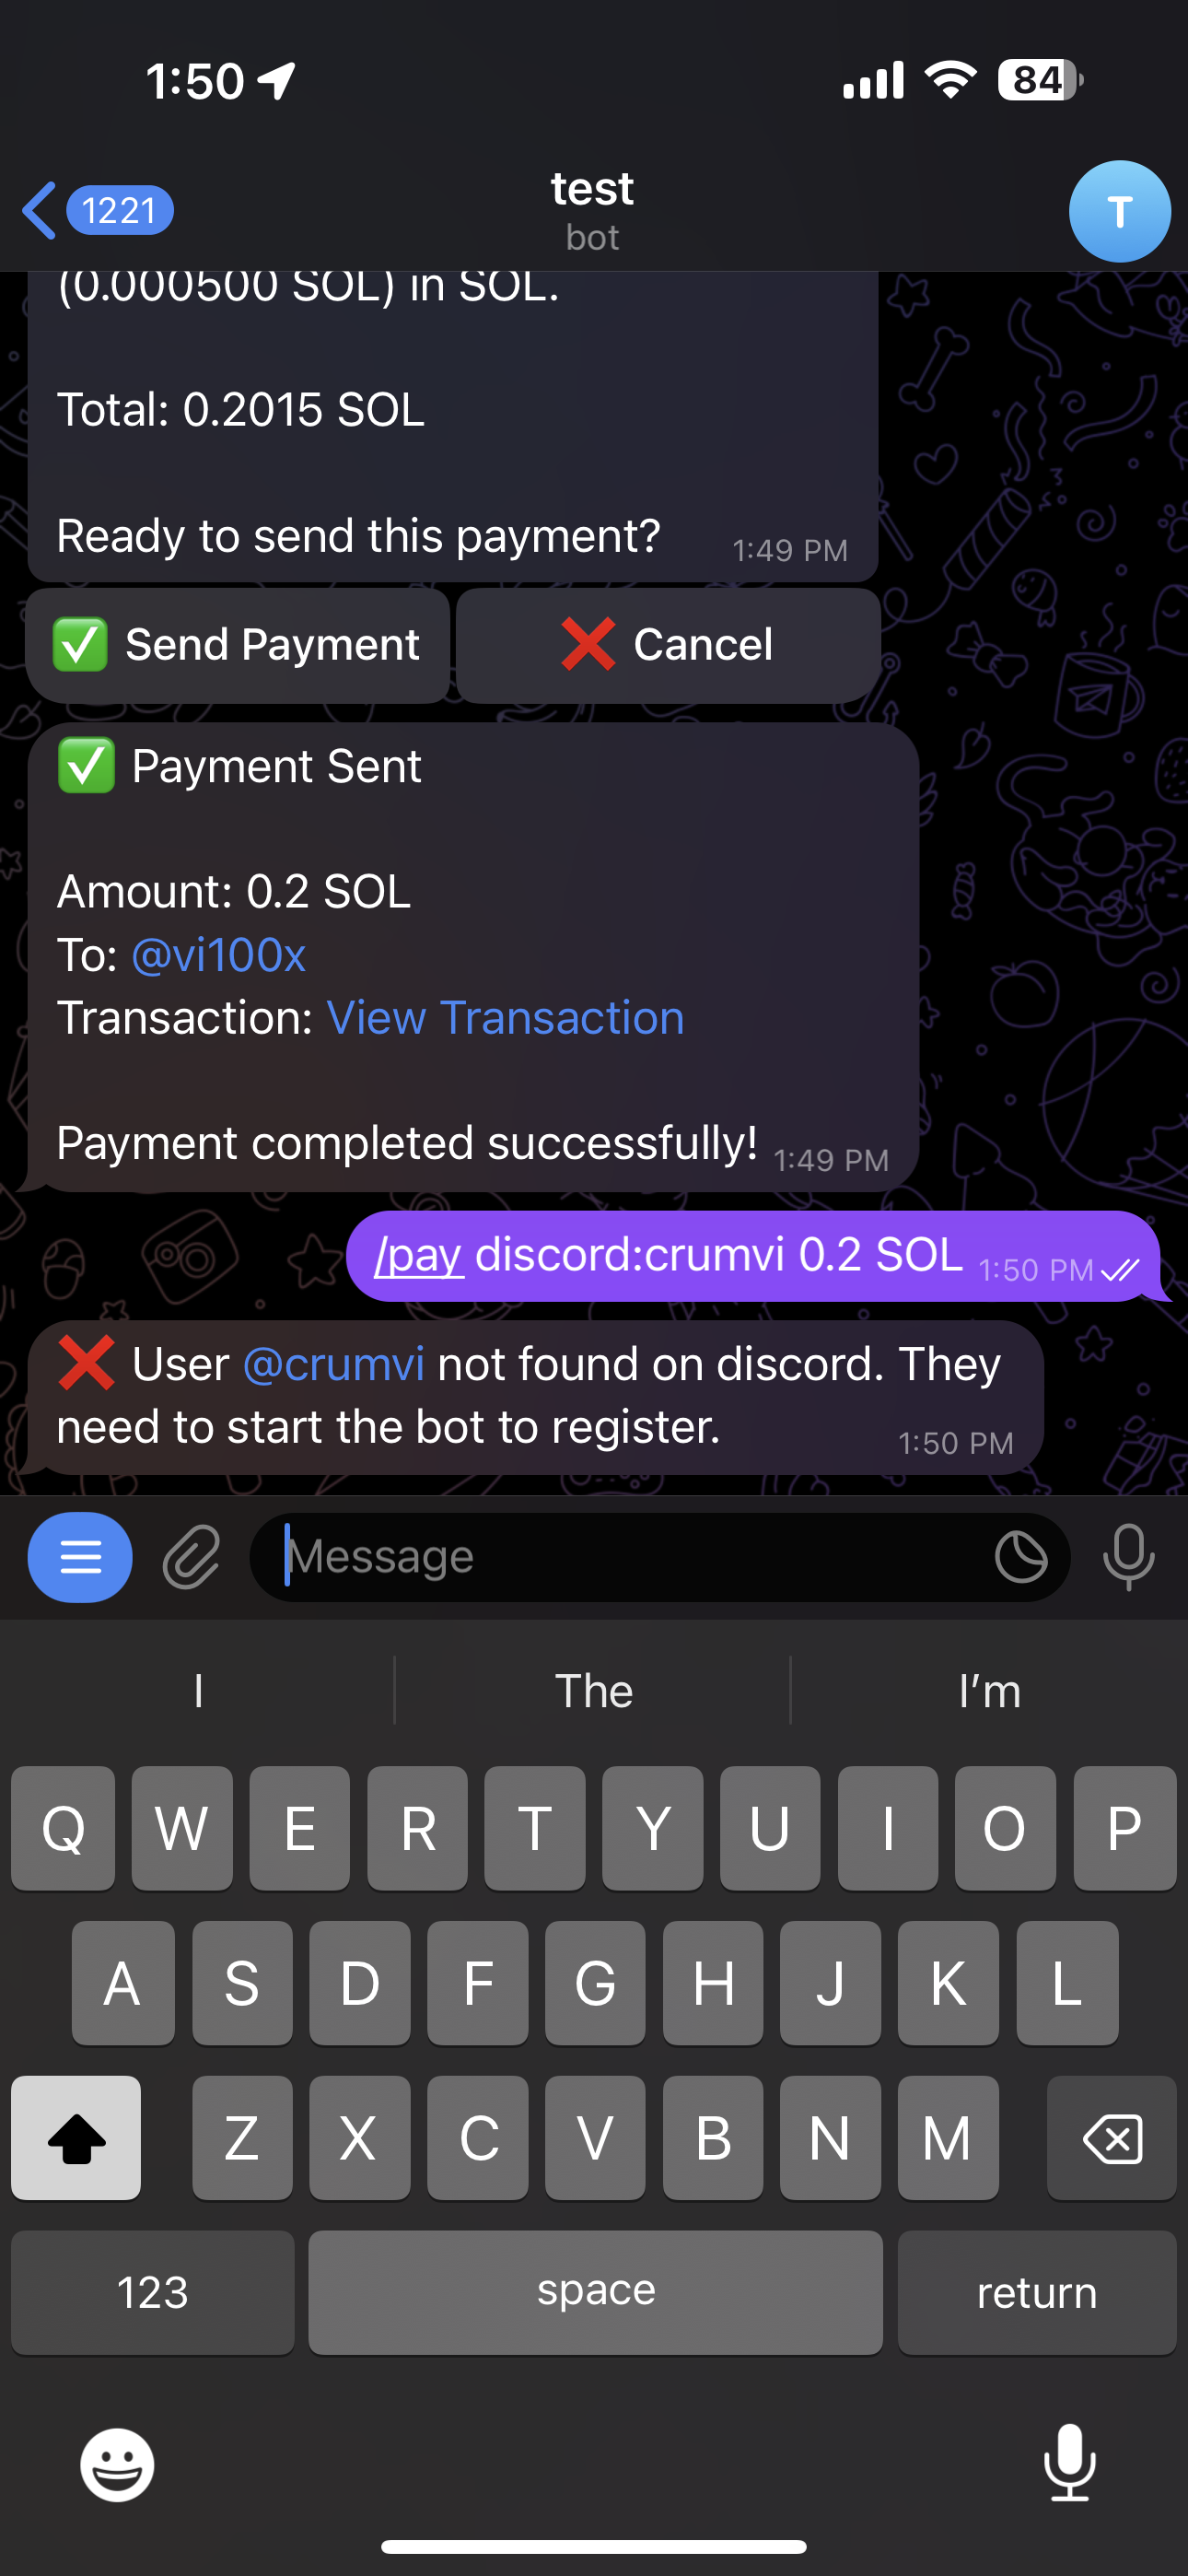 1:50
84
1221
test
bot
T
(0.000500 SOL) in SOL.
Total: 0.2015 SOL
Ready to send this payment?
1:49 PM
✅ Send Payment
❌ Cancel
✅ Payment Sent
Amount: 0.2 SOL
To: @vi100x
Transaction: View Transaction
Payment completed successfully! 1:49 PM
/pay discord:crumvi 0.2 SOL 1:50 PM
❌ User @crumvi not found on discord. They
need to start the bot to register.
1:50 PM
Message
I The I'm
Q W E R T Y U I O P
A S D F G H J K L
Z X C V B N M
123 space return